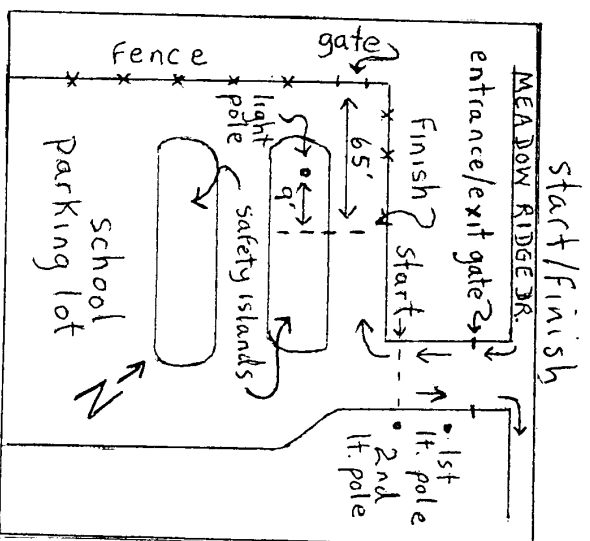 start/finish
MEADOW RIDGE DR.
entrance/exit gate
gate
Fence
Finish
Start
65'
9'
light
pole
safety islands
1st
lt. pole
2nd
lt. pole
school
parking lot
N